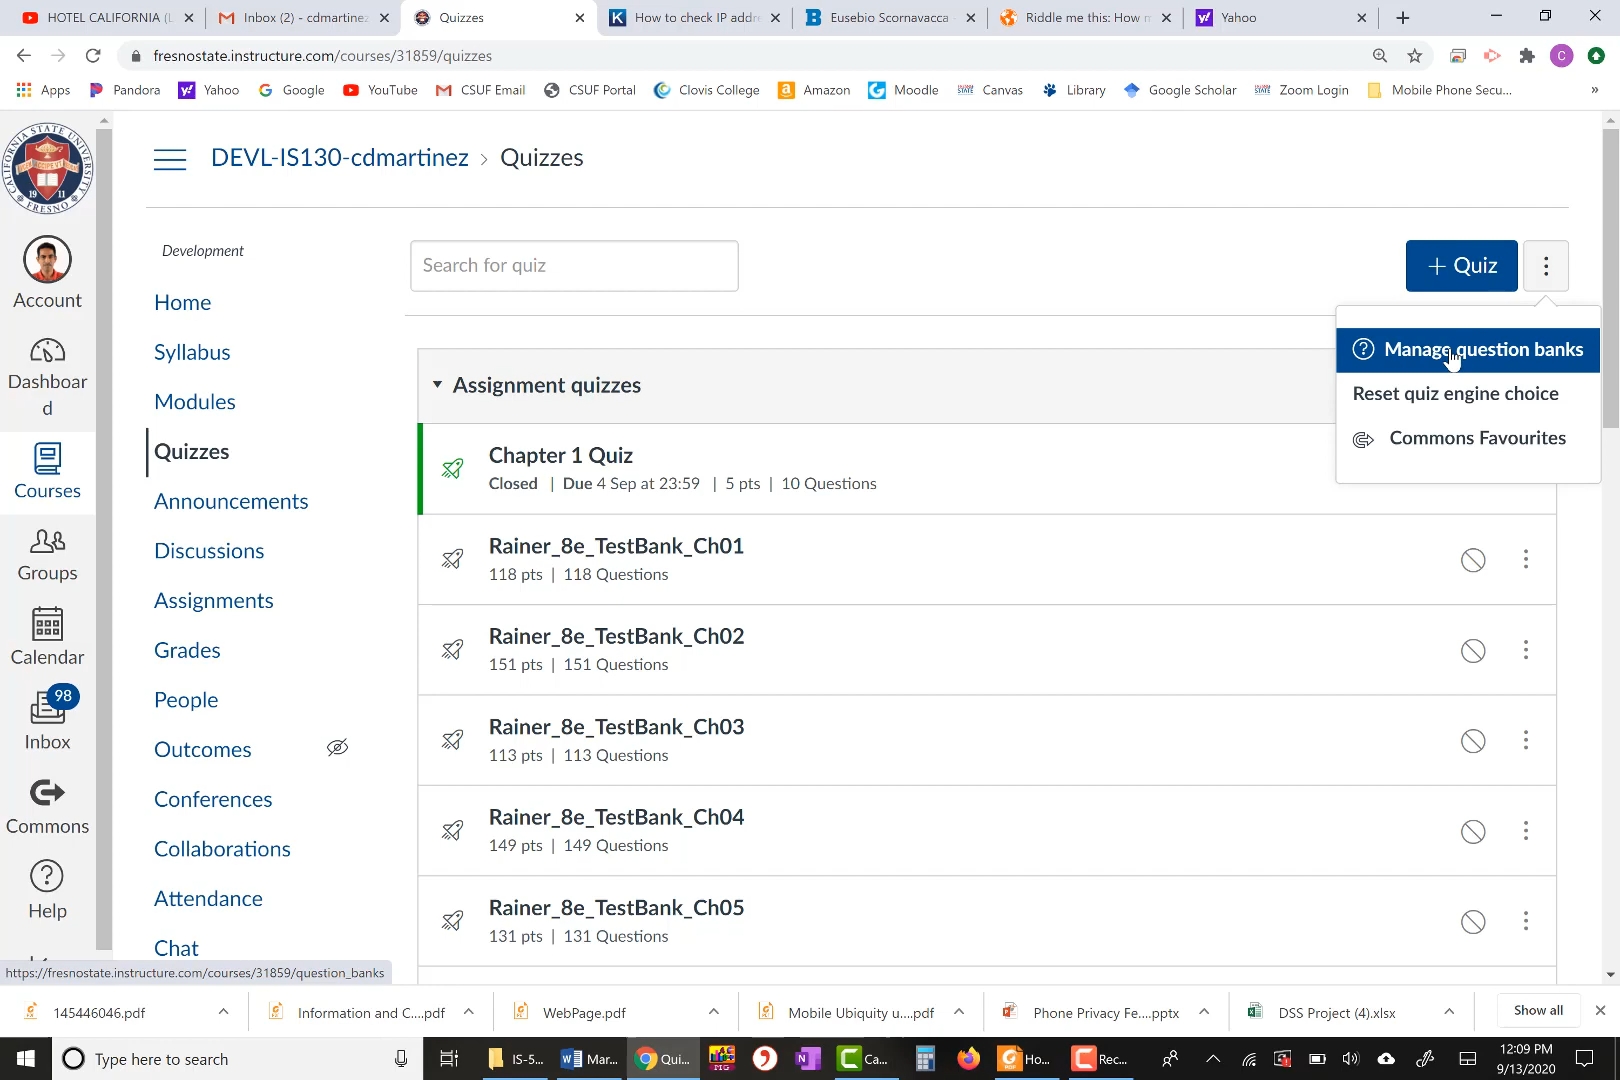 HOTEL CALIFORNIA (L
Inbox (2) - cdmartinez
Quizzes
How to check IP addr
Eusebio Scornavacca
Riddle me this: How m
Yahoo
fresnostate.instructure.com/courses/31859/quizzes
C
Apps
Pandora
Yahoo
Google
YouTube
CSUF Email
CSUF Portal
Clovis College
Amazon
Moodle
Canvas
Library
Google Scholar
Zoom Login
Mobile Phone Secu...
»
CALIFORNIA STATE UNIVERSITY
19 11
FRESNO
DEVL-IS130-cdmartinez › Quizzes
Account
Dashboar
d
Courses
Groups
Calendar
98
Inbox
Commons
Help
Development
Home
Syllabus
Modules
Quizzes
Announcements
Discussions
Assignments
Grades
People
Outcomes
Conferences
Collaborations
Attendance
Chat
Search for quiz
+ Quiz
Manage question banks
Reset quiz engine choice
Commons Favourites
Assignment quizzes
Chapter 1 Quiz
Closed | Due 4 Sep at 23:59 | 5 pts | 10 Questions
Rainer_8e_TestBank_Ch01
118 pts | 118 Questions
Rainer_8e_TestBank_Ch02
151 pts | 151 Questions
Rainer_8e_TestBank_Ch03
113 pts | 113 Questions
Rainer_8e_TestBank_Ch04
149 pts | 149 Questions
Rainer_8e_TestBank_Ch05
131 pts | 131 Questions
https://fresnostate.instructure.com/courses/31859/question_banks
145446046.pdf
Information and C....pdf
WebPage.pdf
Mobile Ubiquity u....pdf
Phone Privacy Fe....pptx
DSS Project (4).xlsx
Show all
Type here to search
IS-5...
Mar...
Qui...
Ca...
Ho...
Rec...
12:09 PM
9/13/2020